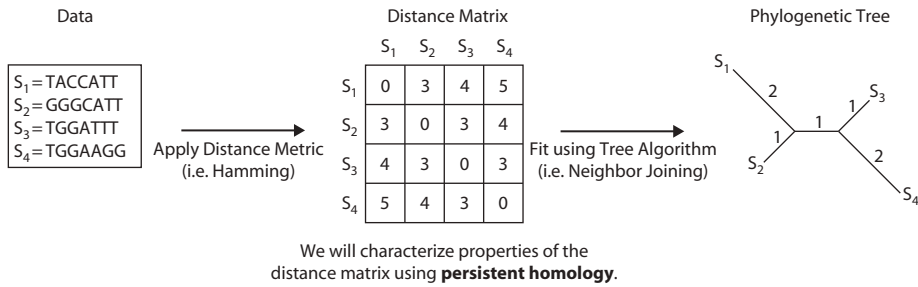 Data
S₁ = TACCATT
S₂ = GGGCATT
S₃ = TGGATTT
S₄ = TGGAAGG
Apply Distance Metric
(i.e. Hamming)
Distance Matrix
S₁ S₂ S₃ S₄
S₁ 0 3 4 5
S₂ 3 0 3 4
S₃ 4 3 0 3
S₄ 5 4 3 0
Fit using Tree Algorithm
(i.e. Neighbor Joining)
Phylogenetic Tree
S₁
2
1
S₂
1
1
S₃
2
S₄
We will characterize properties of the
distance matrix using persistent homology.